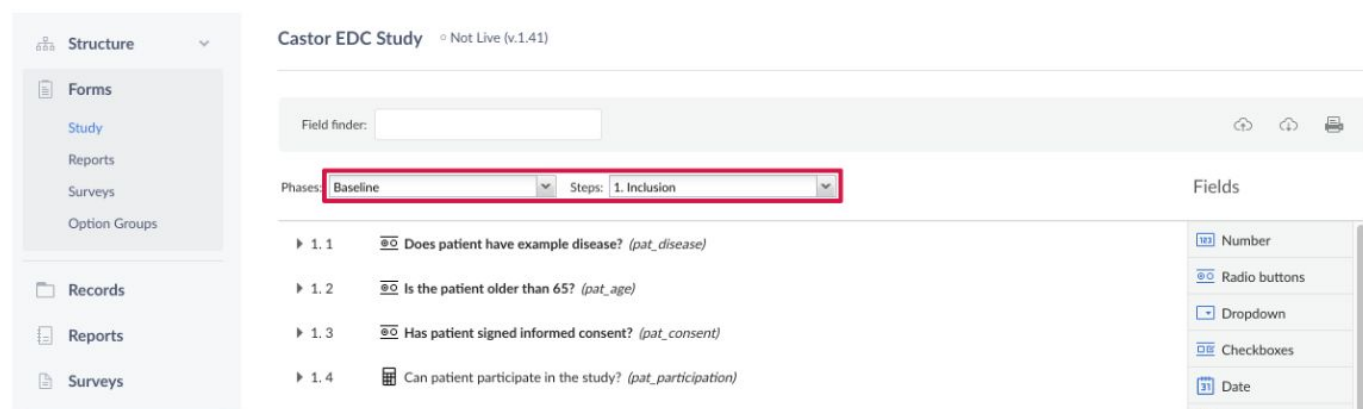 Structure
Forms
Study
Reports
Surveys
Option Groups
Records
Reports
Surveys
Castor EDC Study Not Live (v.1.41)
Field finder:
Phases: Baseline Steps: 1. Inclusion
1. 1 Does patient have example disease? (pat_disease)
1. 2 Is the patient older than 65? (pat_age)
1. 3 Has patient signed informed consent? (pat_consent)
1. 4 Can patient participate in the study? (pat_participation)
Fields
123 Number
Radio buttons
Dropdown
Checkboxes
31 Date